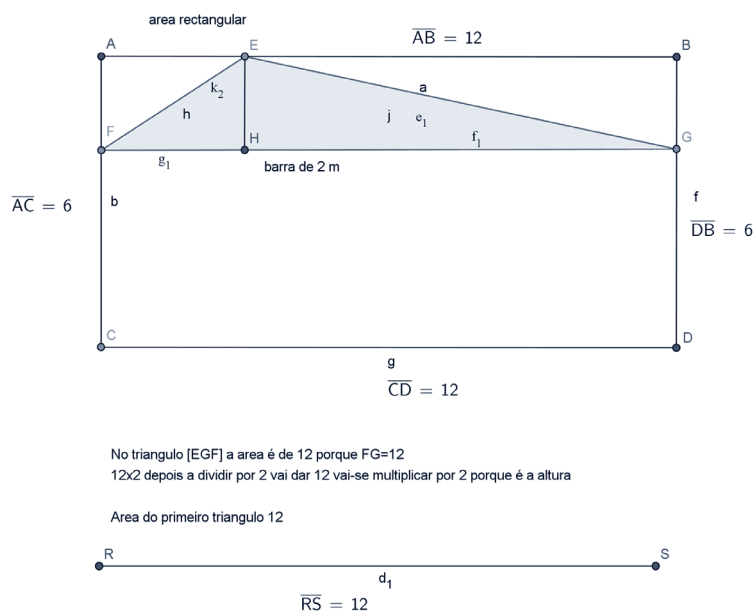 area rectangular
AB = 12
A
E
B
k2
a
h
j
e1
F
H
f1
G
g1
barra de 2 m
AC = 6
b
f
DB = 6
C
D
g
CD = 12
No triangulo [EGF] a area é de 12 porque FG=12
12x2 depois a dividir por 2 vai dar 12 vai-se multiplicar por 2 porque é a altura
Area do primeiro triangulo 12
R
S
d1
RS = 12